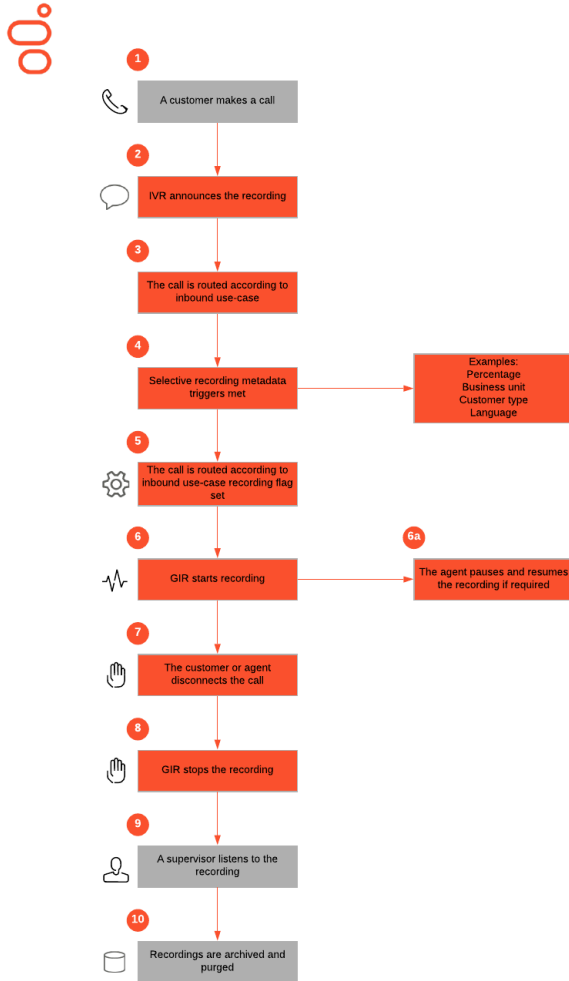 1
A customer makes a call
2
IVR announces the recording
3
The call is routed according to
inbound use-case
4
Selective recording metadata
triggers met
Examples:
Percentage
Business unit
Customer type
Language
5
The call is routed according to
inbound use-case recording flag
set
6
GIR starts recording
6a
The agent pauses and resumes
the recording if required
7
The customer or agent
disconnects the call
8
GIR stops the recording
9
A supervisor listens to the
recording
10
Recordings are archived and
purged